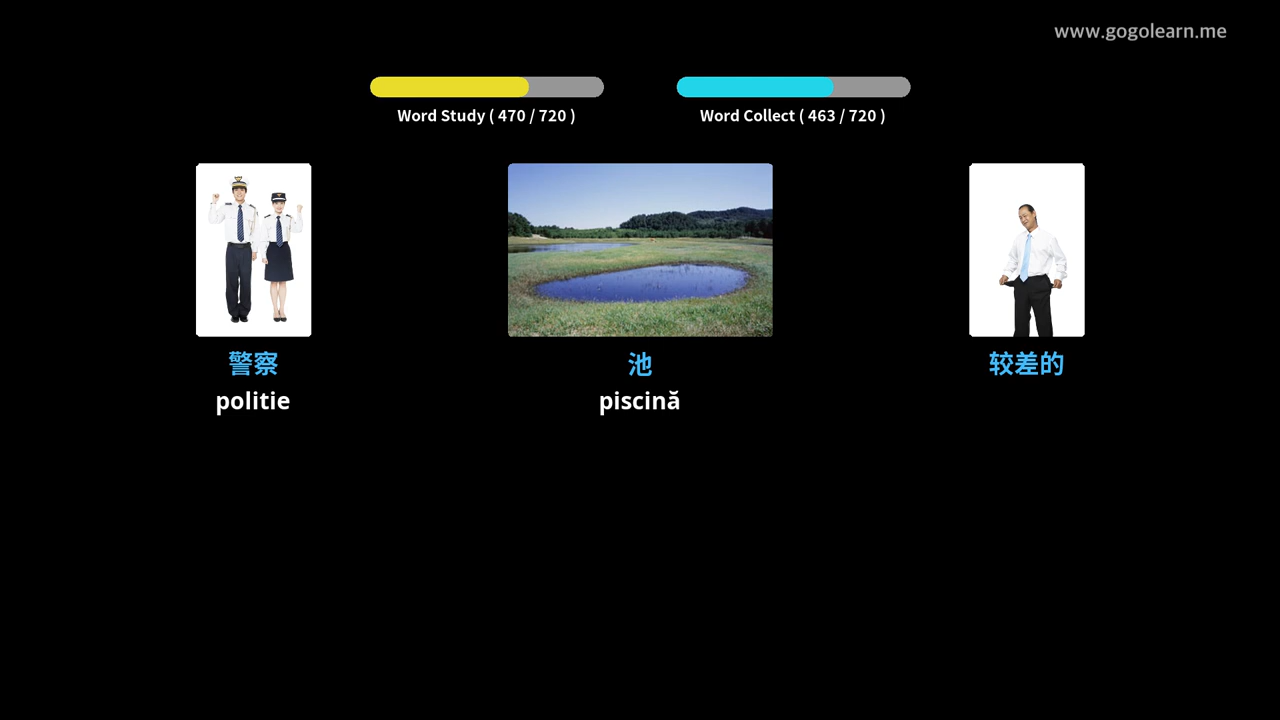 www.gogolearn.me
Word Study ( 470 / 720 )
Word Collect ( 463 / 720 )
警察
池
较差的
politie
piscină